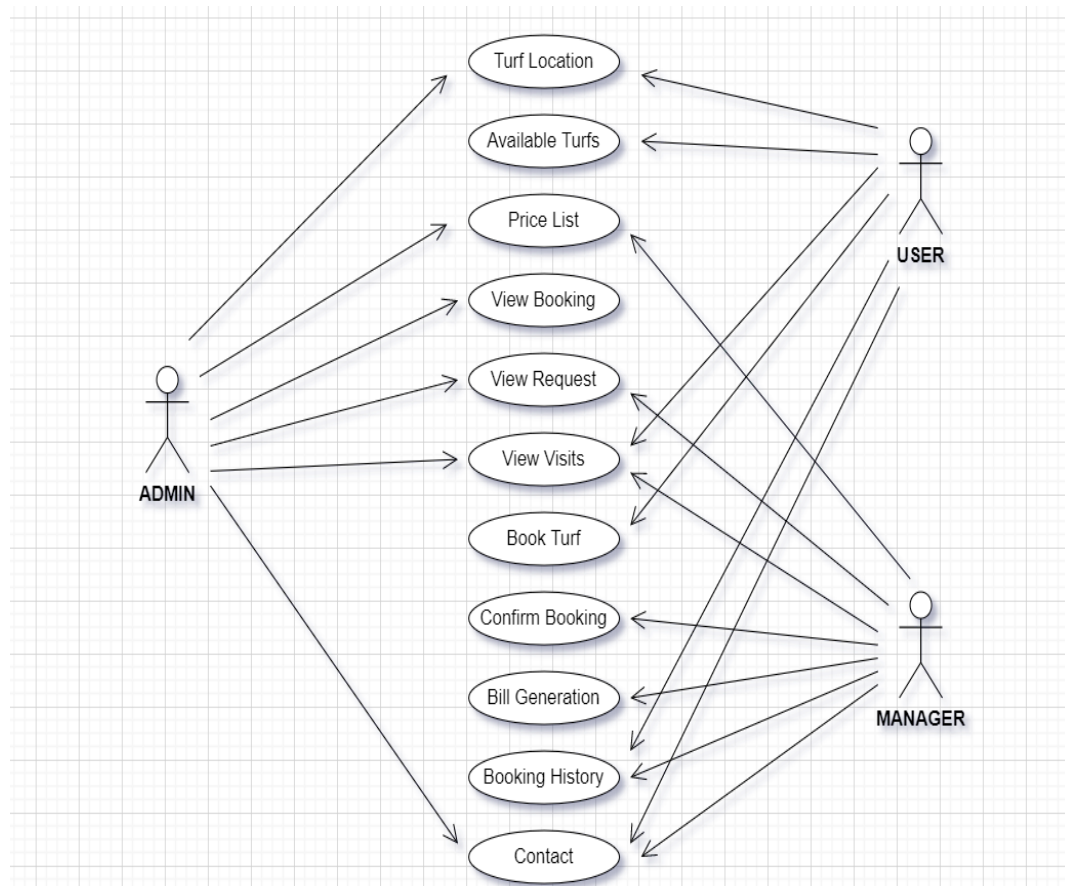 Turf Location
Available Turfs
Price List
View Booking
View Request
View Visits
Book Turf
Confirm Booking
Bill Generation
Booking History
Contact
ADMIN
USER
MANAGER